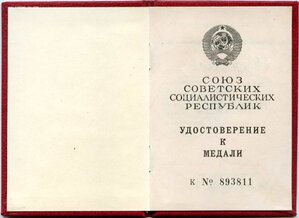 СОЮЗ
СОВЕТСКИХ
СОЦИАЛИСТИЧЕСКИХ
РЕСПУБЛИК
УДОСТОВЕРЕНИЕ
К
МЕДАЛИ
К № 893811